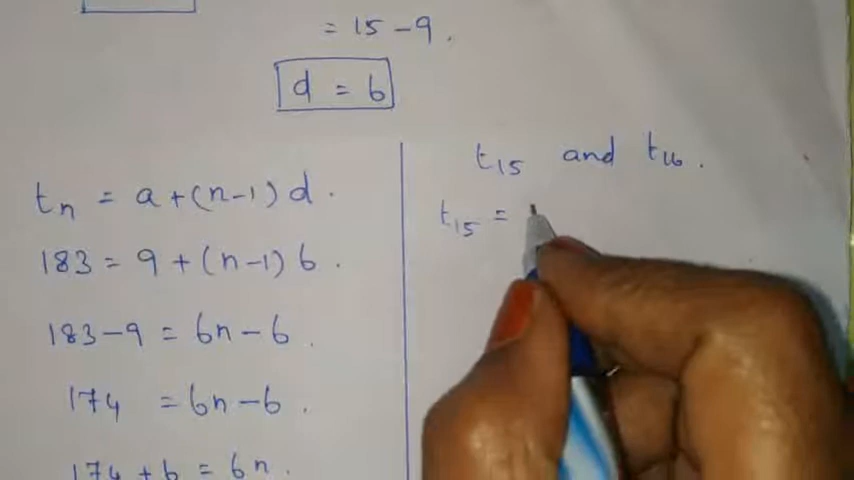 = 15 - 9.
d = 6
tn = a + (n-1) d.
183 = 9 + (n-1) 6.
183 - 9 = 6n - 6.
174 = 6n - 6.
174 + 6 = 6n.
t15 and t16.
t15 =